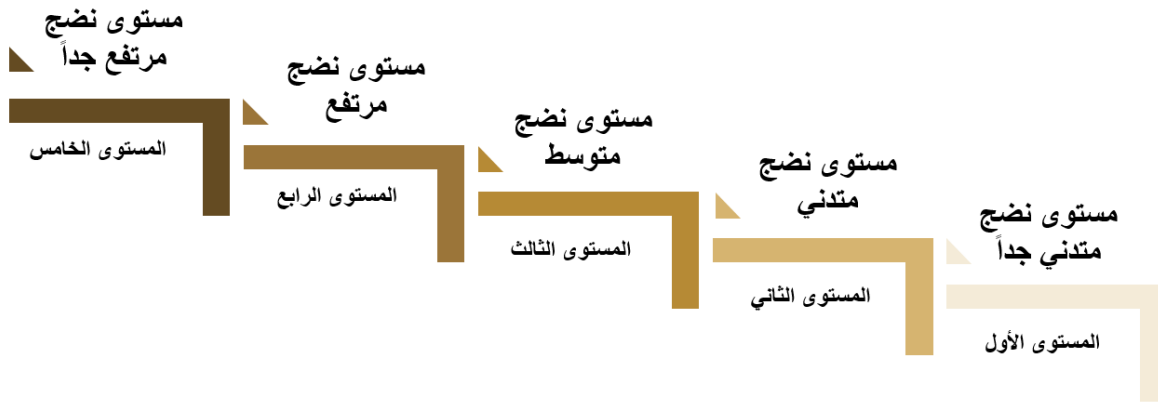 مستوى نضج
مرتفع جداً
المستوى الخامس
مستوى نضج
مرتفع
المستوى الرابع
مستوى نضج
متوسط
المستوى الثالث
مستوى نضج
متدني
المستوى الثاني
مستوى نضج
متدني جداً
المستوى الأول